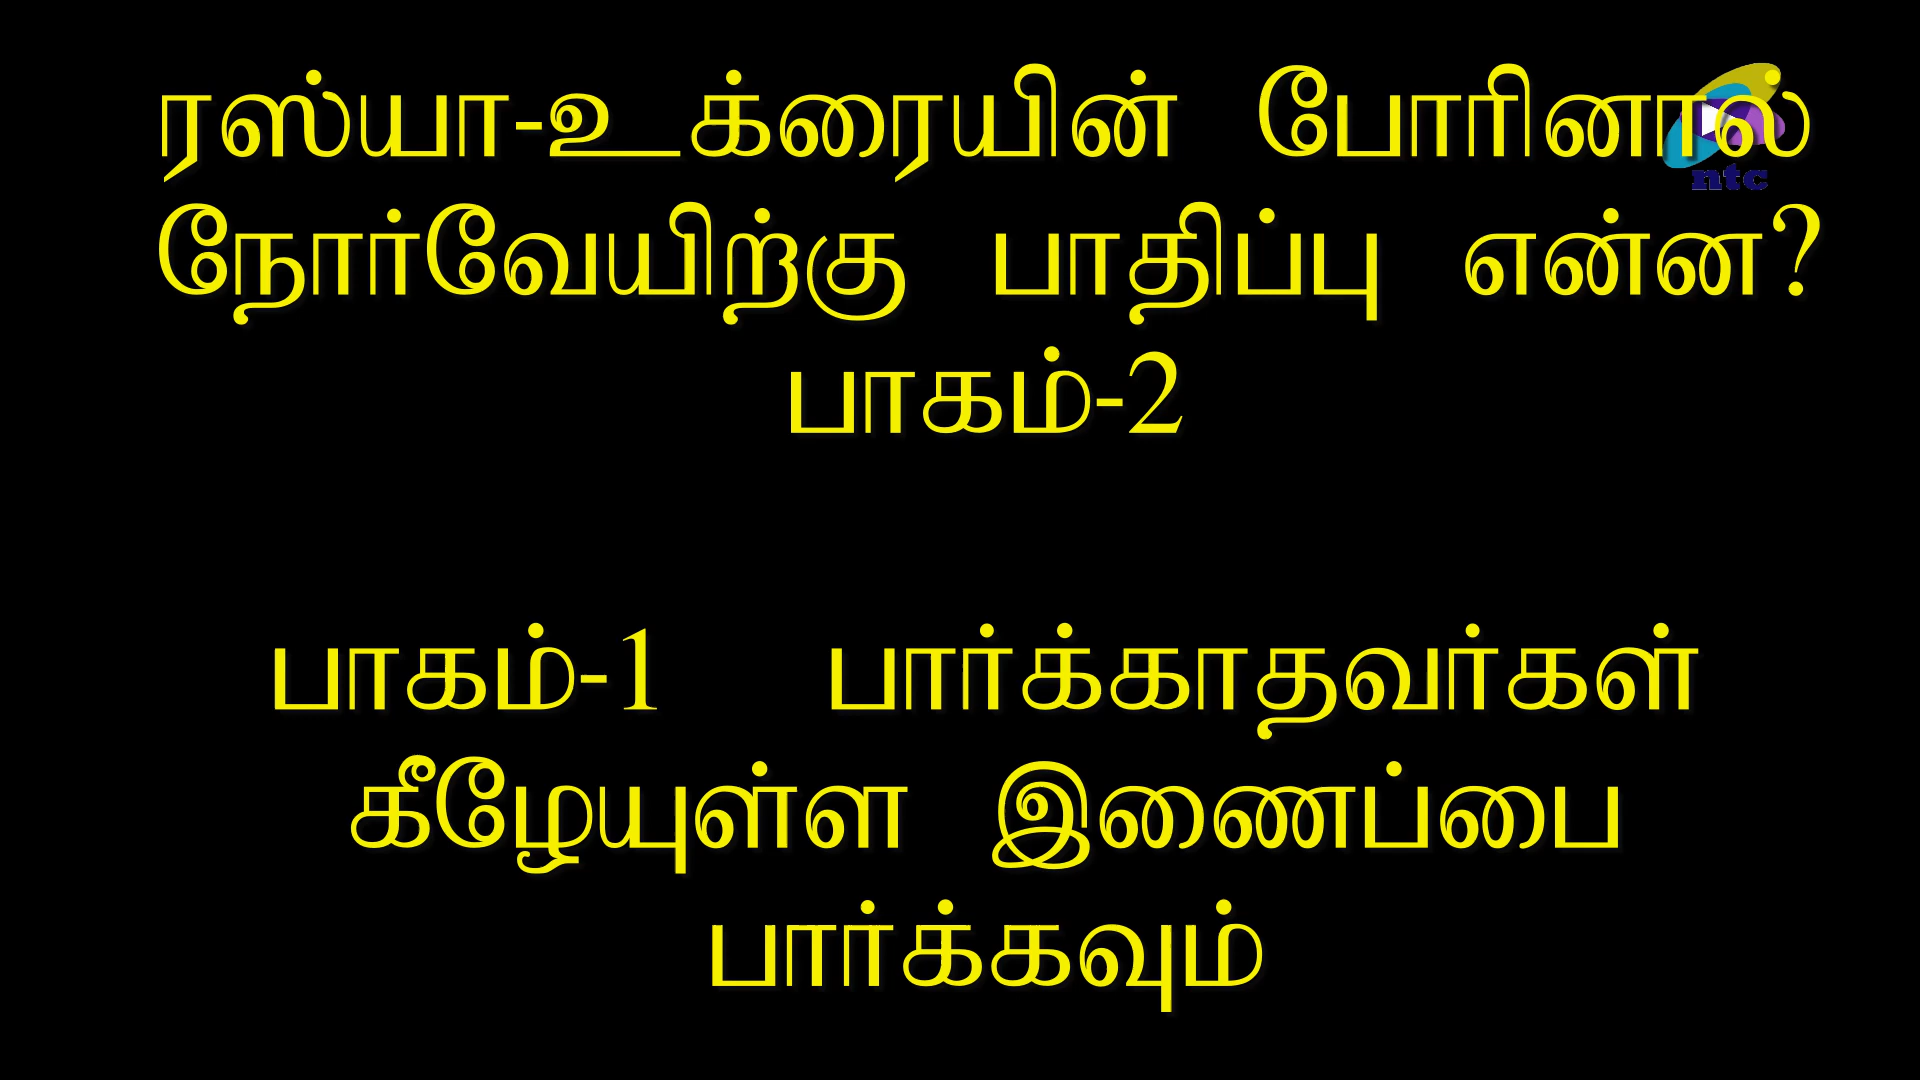 ரஸ்யா-உக்ரையின் போரினால்
ntc
நோர்வேயிற்கு பாதிப்பு என்ன?
பாகம்-2
பாகம்-1 பார்க்காதவர்கள்
கீழேயுள்ள இணைப்பை
பார்க்கவும்